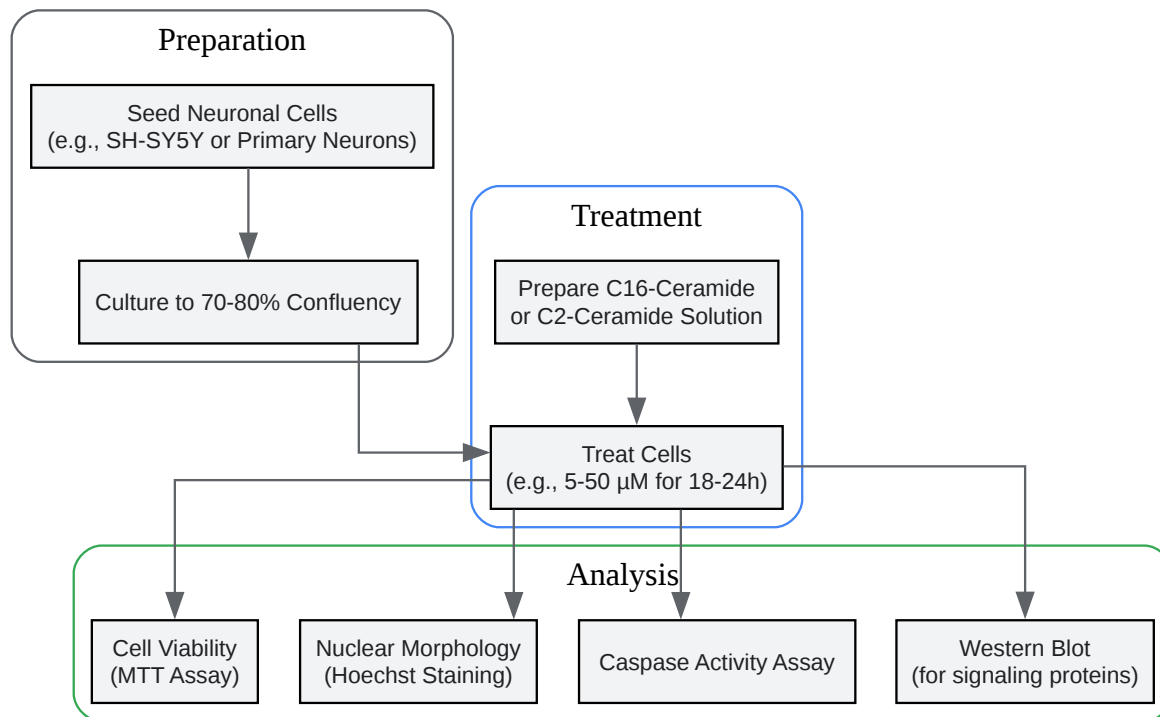 Preparation
Seed Neuronal Cells
(e.g., SH-SY5Y or Primary Neurons)
Culture to 70-80% Confluency
Treatment
Prepare C16-Ceramide
or C2-Ceramide Solution
Treat Cells
(e.g., 5-50 µM for 18-24h)
Analysis
Cell Viability
(MTT Assay)
Nuclear Morphology
(Hoechst Staining)
Caspase Activity Assay
Western Blot
(for signaling proteins)